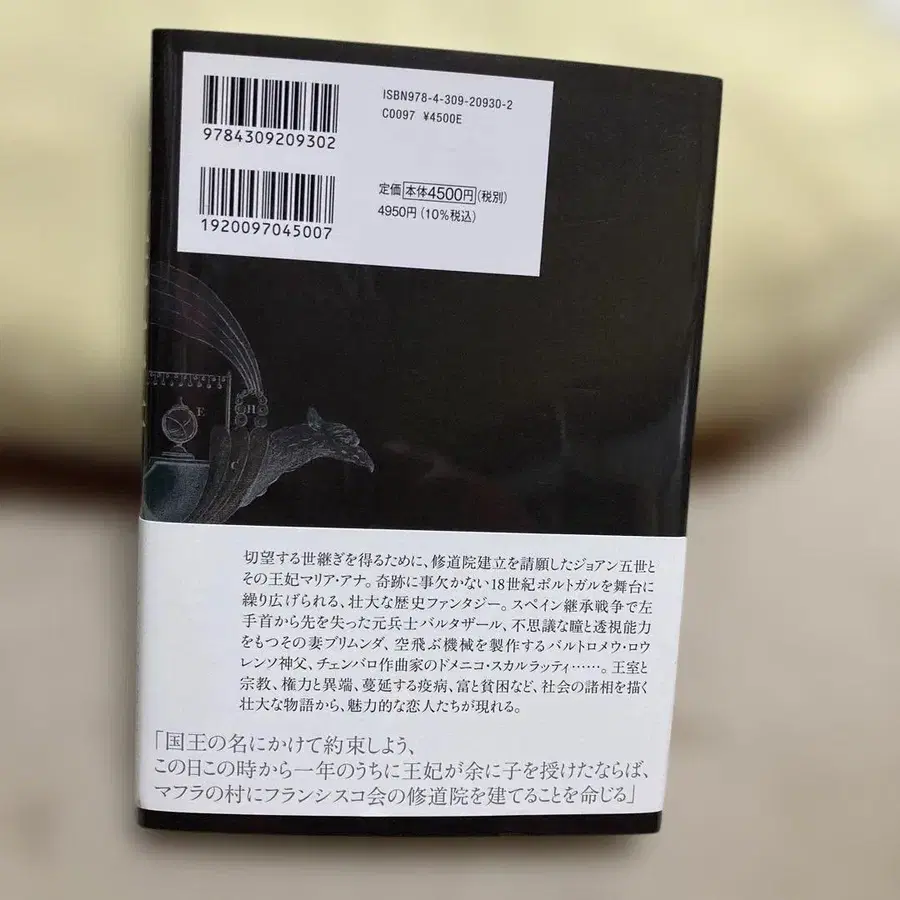 ISBN978-4-309-20930-2
C0097 ¥4500E
9784309209302
定価 本体4500円(税別)
4950円(10%税込)
1920097045007
E
H
C
切望する世継ぎを得るために、修道院建立を請願したジョアン五世と
その王妃マリア・アナ。奇跡に事欠かない18世紀ポルトガルを舞台に
繰り広げられる、壮大な歴史ファンタジー。スペイン継承戦争で左
手首から先を失った元兵士バルタザール、不思議な瞳と透視能力
をもつその妻ブリムンダ、空飛ぶ機械を製作するバルトロメウ・ロウ
レンソ神父、チェンバロ作曲家のドメニコ・スカルラッティ……。王室と
宗教、権力と異端、蔓延する疫病、富と貧困など、社会の諸相を描く
壮大な物語から、魅力的な恋人たちが現れる。
「国王の名にかけて約束しよう、
この日この時から一年のうちに王妃が余に子を授けたならば、
マフラの村にフランシスコ会の修道院を建てることを命じる」